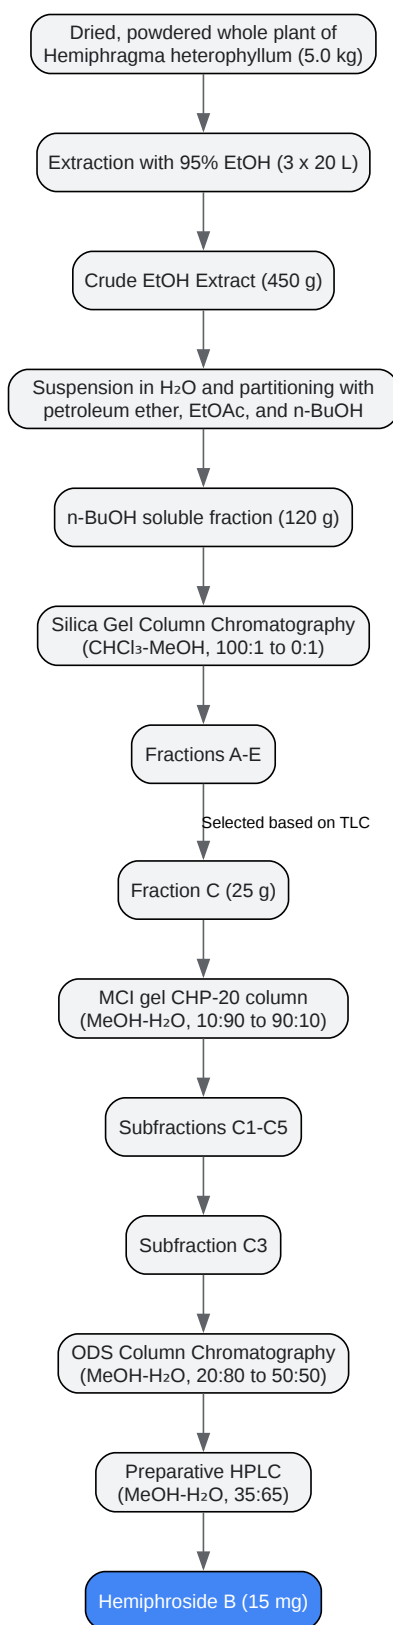 Dried, powdered whole plant of
Hemiphragma heterophyllum (5.0 kg)
Extraction with 95% EtOH (3 x 20 L)
Crude EtOH Extract (450 g)
Suspension in H₂O and partitioning with
petroleum ether, EtOAc, and n-BuOH
n-BuOH soluble fraction (120 g)
Silica Gel Column Chromatography
(CHCl₃-MeOH, 100:1 to 0:1)
Fractions A-E
Selected based on TLC
Fraction C (25 g)
MCI gel CHP-20 column
(MeOH-H₂O, 10:90 to 90:10)
Subfractions C1-C5
Subfraction C3
ODS Column Chromatography
(MeOH-H₂O, 20:80 to 50:50)
Preparative HPLC
(MeOH-H₂O, 35:65)
Hemiphroside B (15 mg)